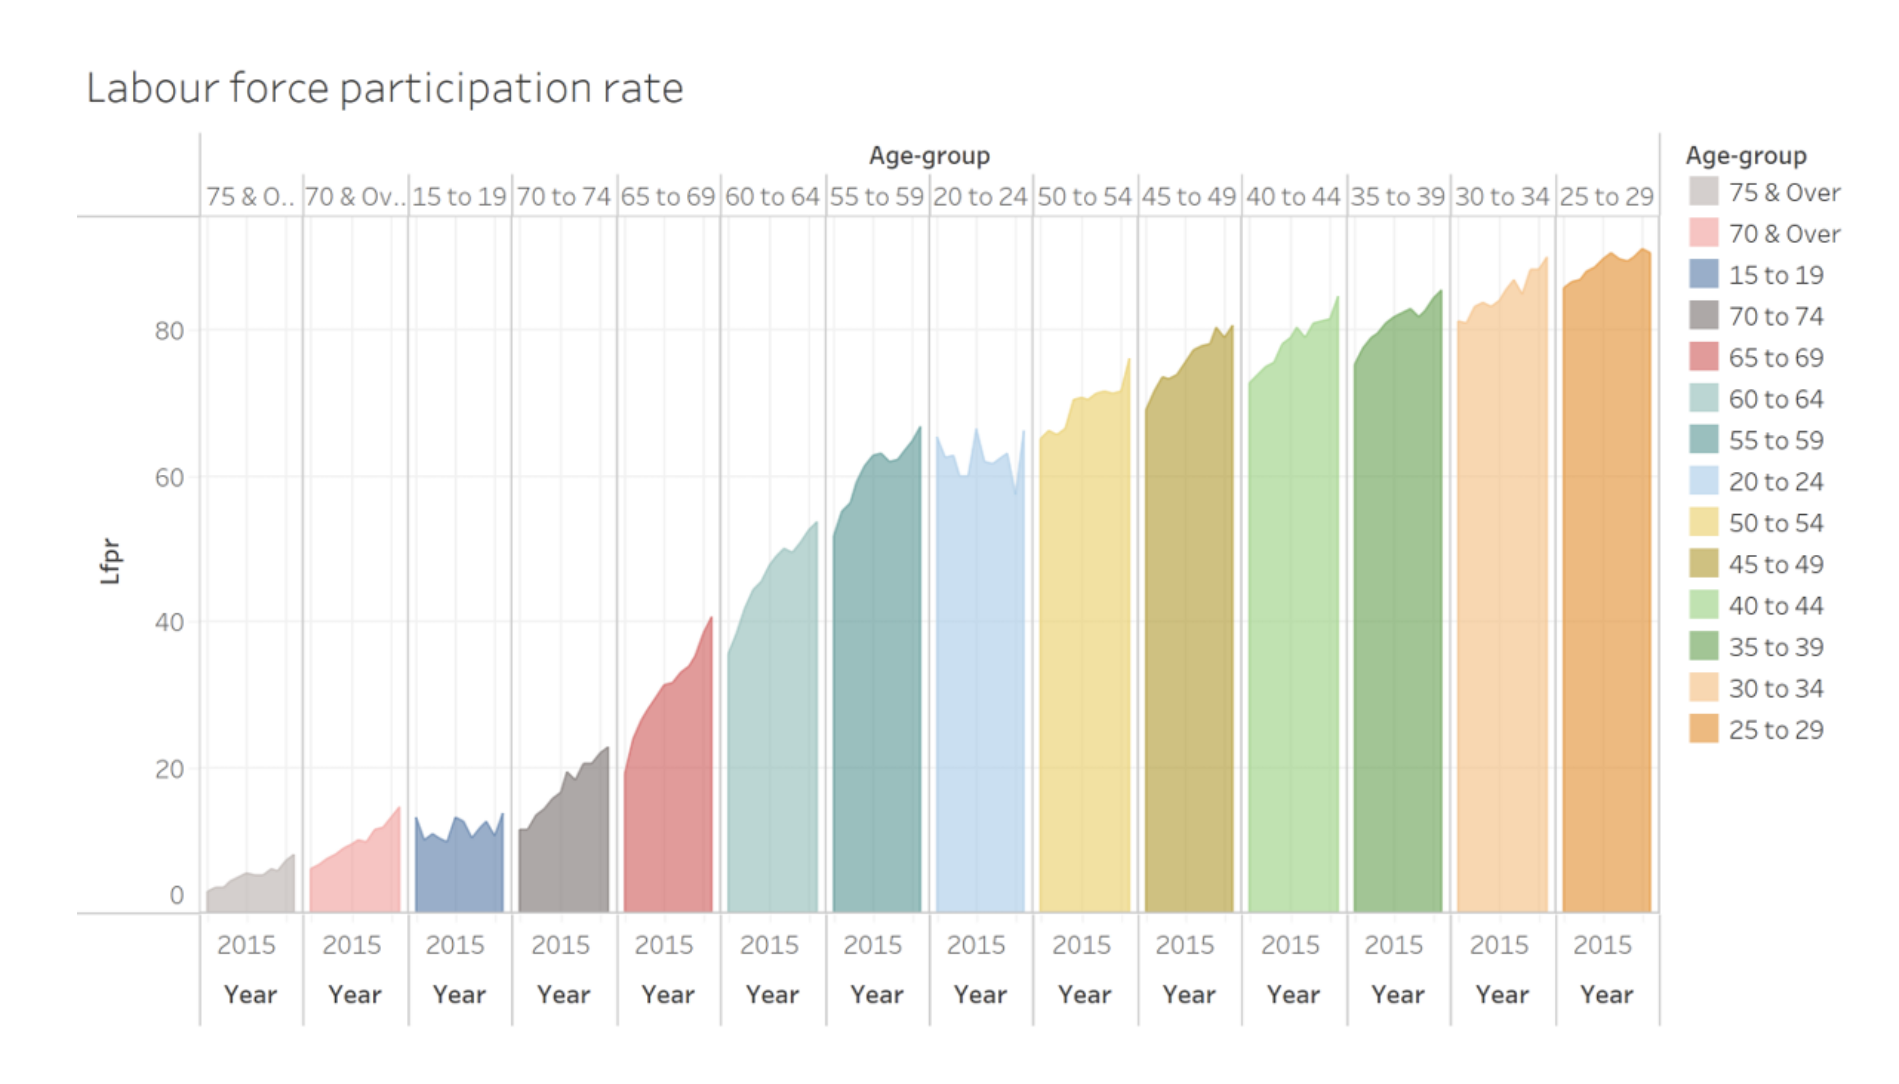 Labour force participation rate
Age-group
75 & O.. 70 & Ov.. 15 to 19 70 to 74 65 to 69 60 to 64 55 to 59 20 to 24 50 to 54 45 to 49 40 to 44 35 to 39 30 to 34 25 to 29
80
60
40
20
0
Lfpr
2015 2015 2015 2015 2015 2015 2015 2015 2015 2015 2015 2015 2015 2015
Year Year Year Year Year Year Year Year Year Year Year Year Year Year
Age-group
75 & Over
70 & Over
15 to 19
70 to 74
65 to 69
60 to 64
55 to 59
20 to 24
50 to 54
45 to 49
40 to 44
35 to 39
30 to 34
25 to 29